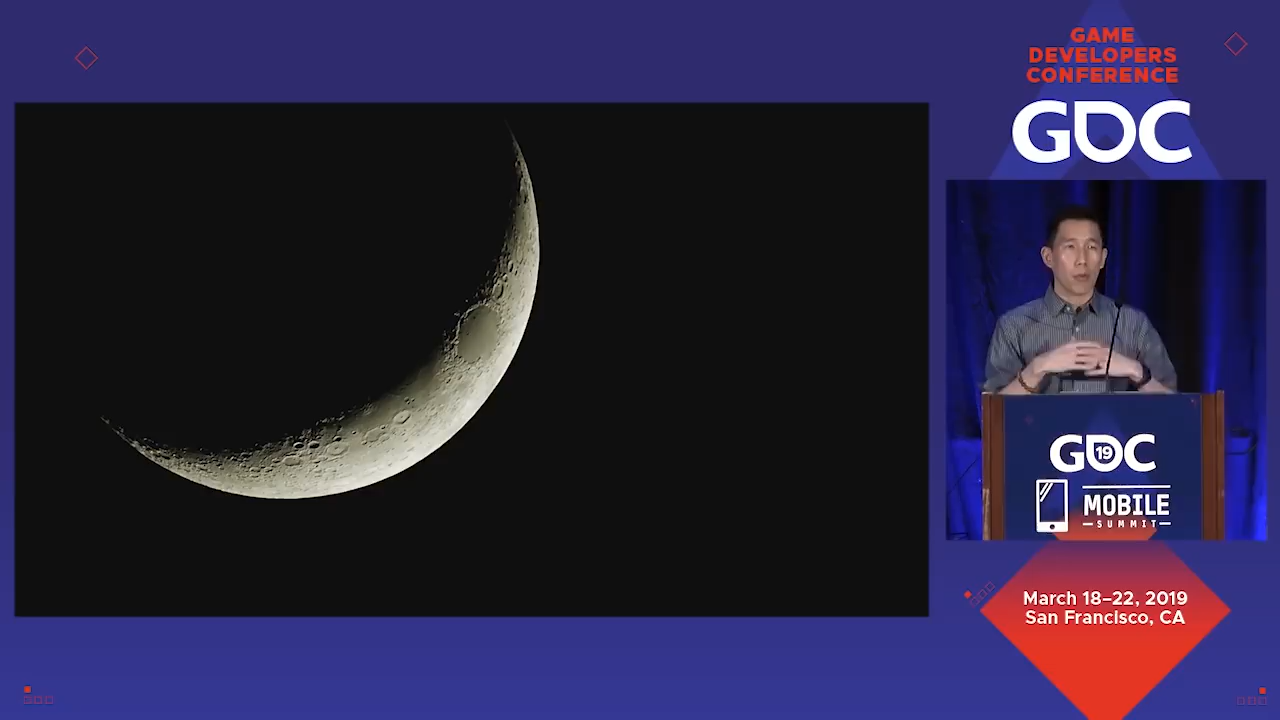 GAME
DEVELOPERS
CONFERENCE
GDC
GDC
19
MOBILE
SUMMIT
March 18–22, 2019
San Francisco, CA